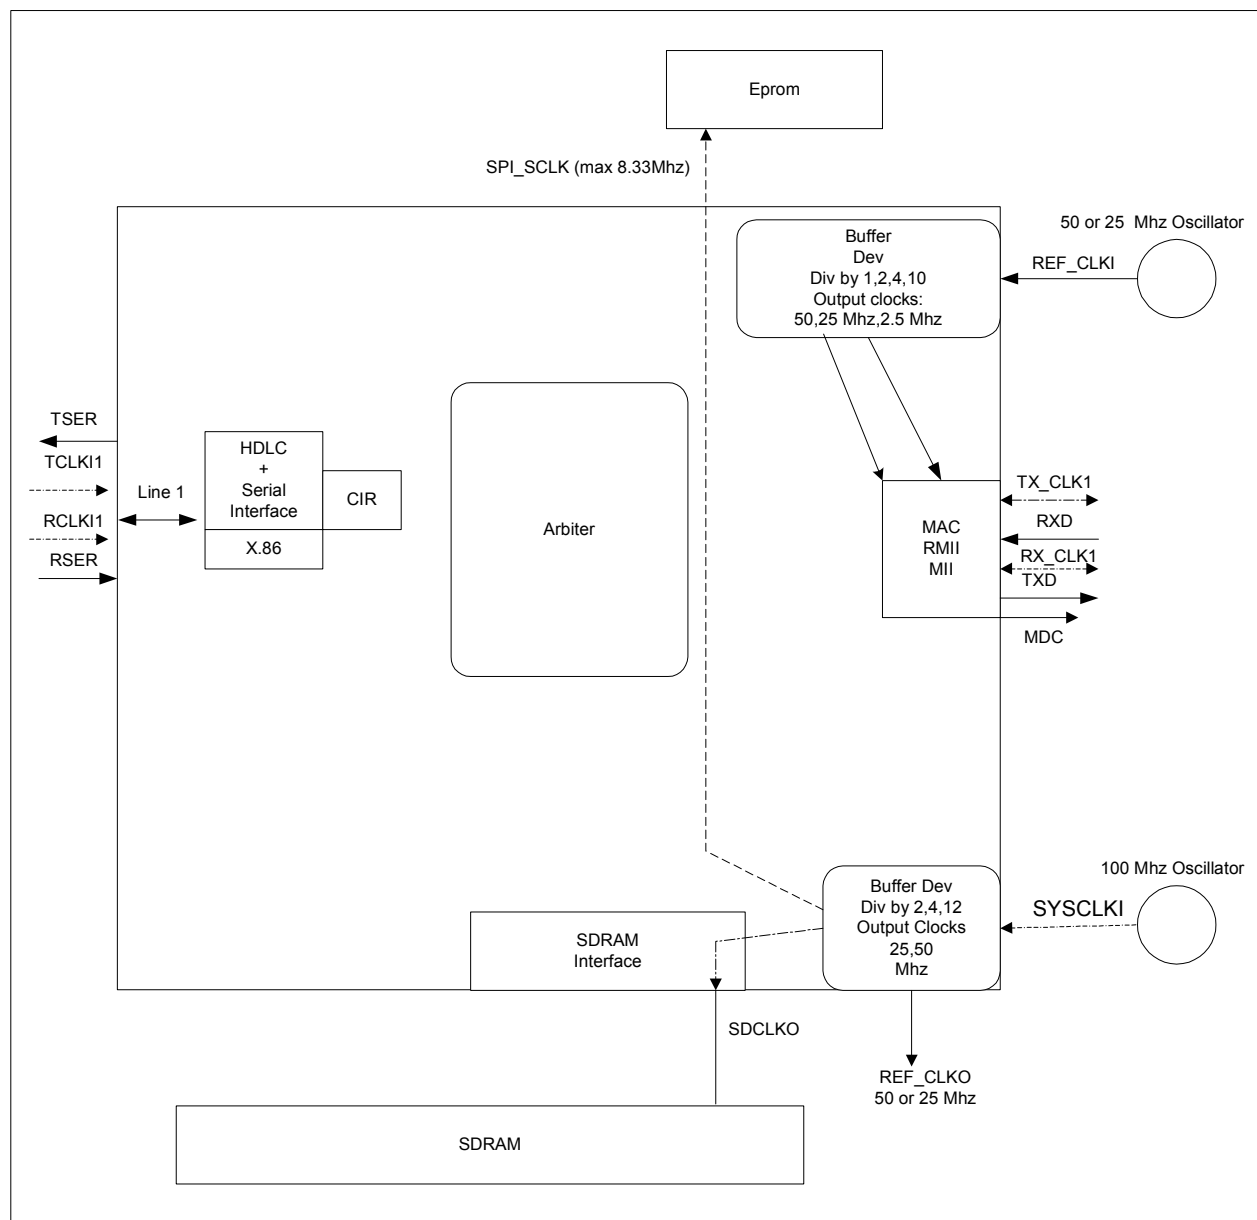 Eprom
SPI_SCLK (max 8.33Mhz)
50 or 25 Mhz Oscillator
Buffer
Dev
Div by 1,2,4,10
Output clocks:
50,25 Mhz,2.5 Mhz
REF_CLKI
TSER
TCLKI1
Line 1
RCLKI1
RSER
HDLC
+
Serial
Interface
CIR
X.86
Arbiter
MAC
RMII
MII
TX_CLK1
RXD
RX_CLK1
TXD
MDC
100 Mhz Oscillator
Buffer Dev
Div by 2,4,12
Output Clocks
25,50
Mhz
SYSCLKI
SDRAM
Interface
SDCLKO
REF_CLKO
50 or 25 Mhz
SDRAM